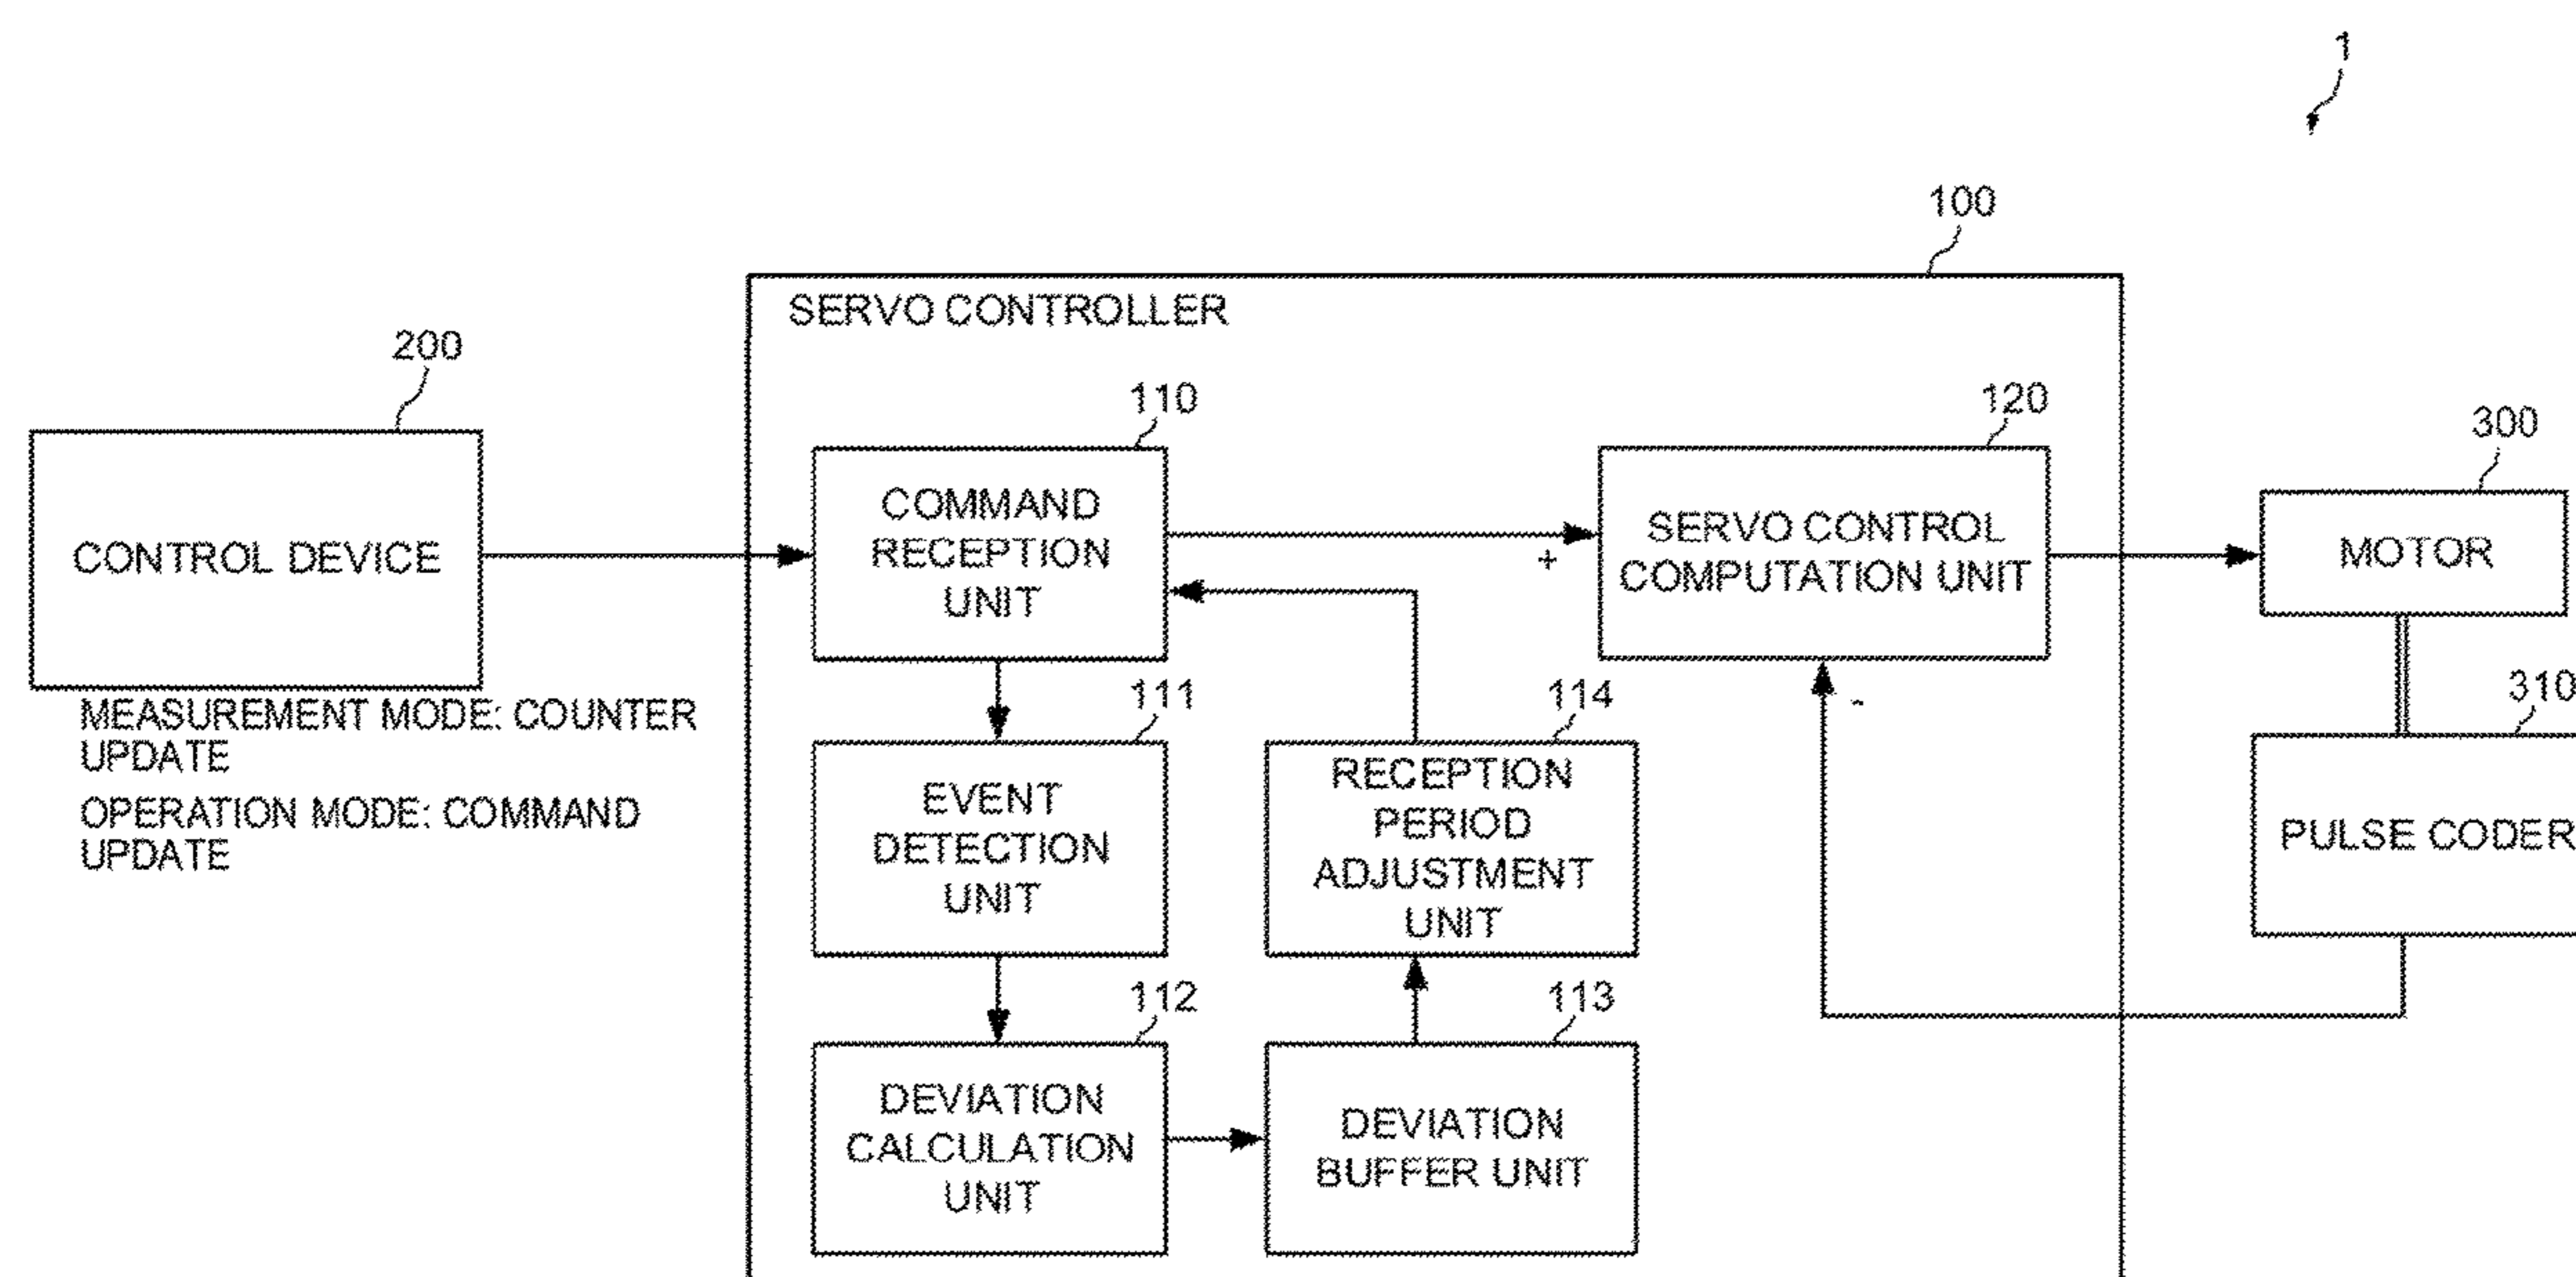 1
100
SERVO CONTROLLER
200
110
120
300
CONTROL DEVICE
COMMAND
RECEPTION
UNIT
SERVO CONTROL
COMPUTATION UNIT
MOTOR
+
-
MEASUREMENT MODE: COUNTER
UPDATE
OPERATION MODE: COMMAND
UPDATE
111
114
310
EVENT
DETECTION
UNIT
RECEPTION
PERIOD
ADJUSTMENT
UNIT
PULSE CODER
112
113
DEVIATION
CALCULATION
UNIT
DEVIATION
BUFFER UNIT